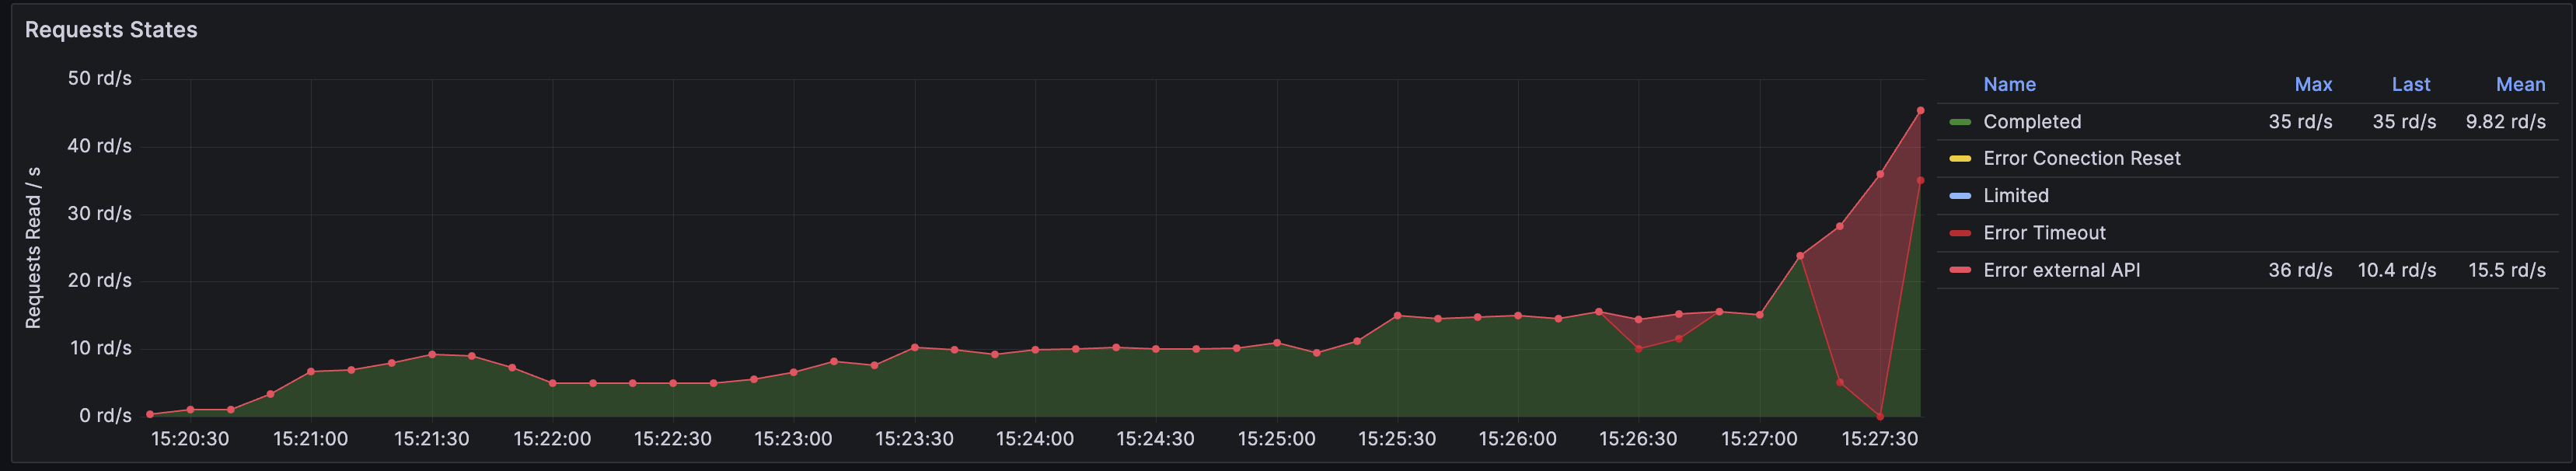 Requests States
50 rd/s
40 rd/s
30 rd/s
20 rd/s
10 rd/s
0 rd/s
Requests Read / s
15:20:30 15:21:00 15:21:30 15:22:00 15:22:30 15:23:00 15:23:30 15:24:00 15:24:30 15:25:00 15:25:30 15:26:00 15:26:30 15:27:00 15:27:30
Name Max Last Mean
Completed 35 rd/s 35 rd/s 9.82 rd/s
Error Conection Reset
Limited
Error Timeout
Error external API 36 rd/s 10.4 rd/s 15.5 rd/s